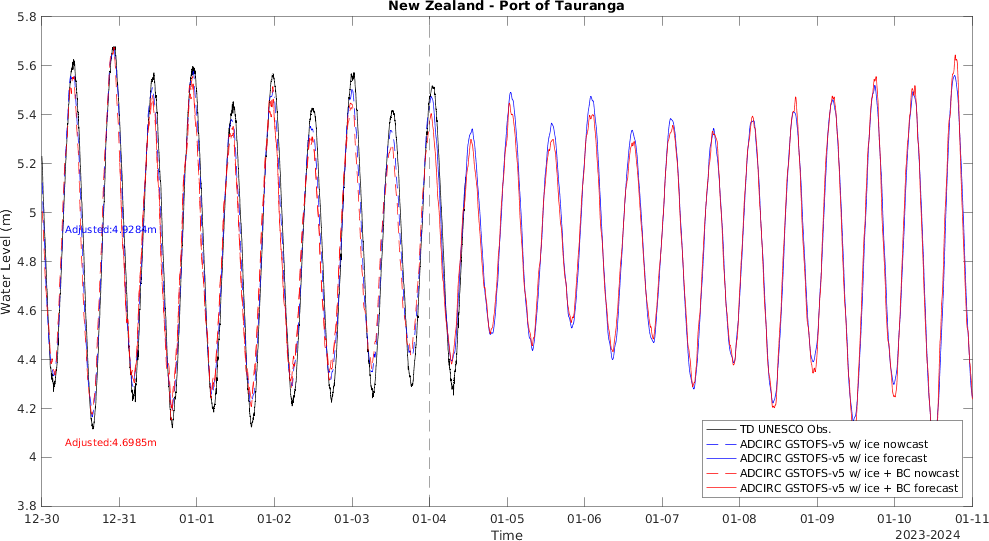 New Zealand - Port of Tauranga
5.8
5.6
5.4
5.2
5
4.8
4.6
4.4
4.2
4
3.8
Water Level (m)
Adjusted:4.9284m
Adjusted:4.6985m
TD UNESCO Obs.
ADCIRC GSTOFS-v5 w/ ice nowcast
ADCIRC GSTOFS-v5 w/ ice forecast
ADCIRC GSTOFS-v5 w/ ice + BC nowcast
ADCIRC GSTOFS-v5 w/ ice + BC forecast
12-30 12-31 01-01 01-02 01-03 01-04 01-05 01-06 01-07 01-08 01-09 01-10 01-11
Time
2023-2024